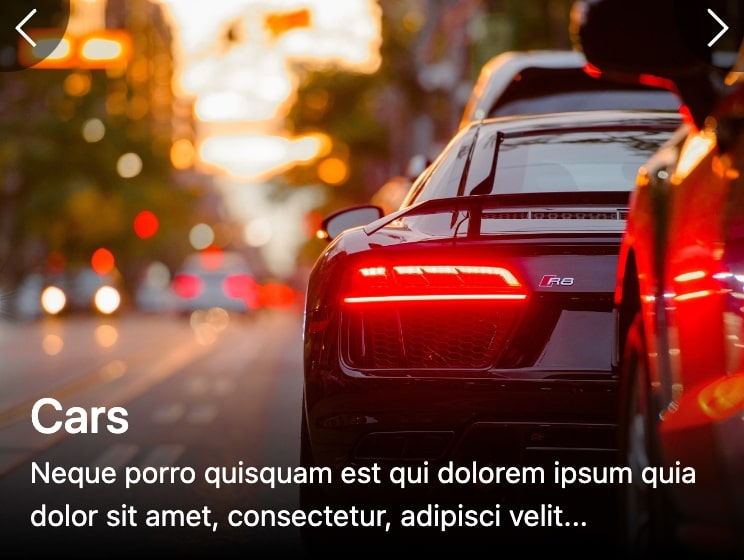 R8
Cars
Neque porro quisquam est qui dolorem ipsum quia
dolor sit amet, consectetur, adipisci velit...